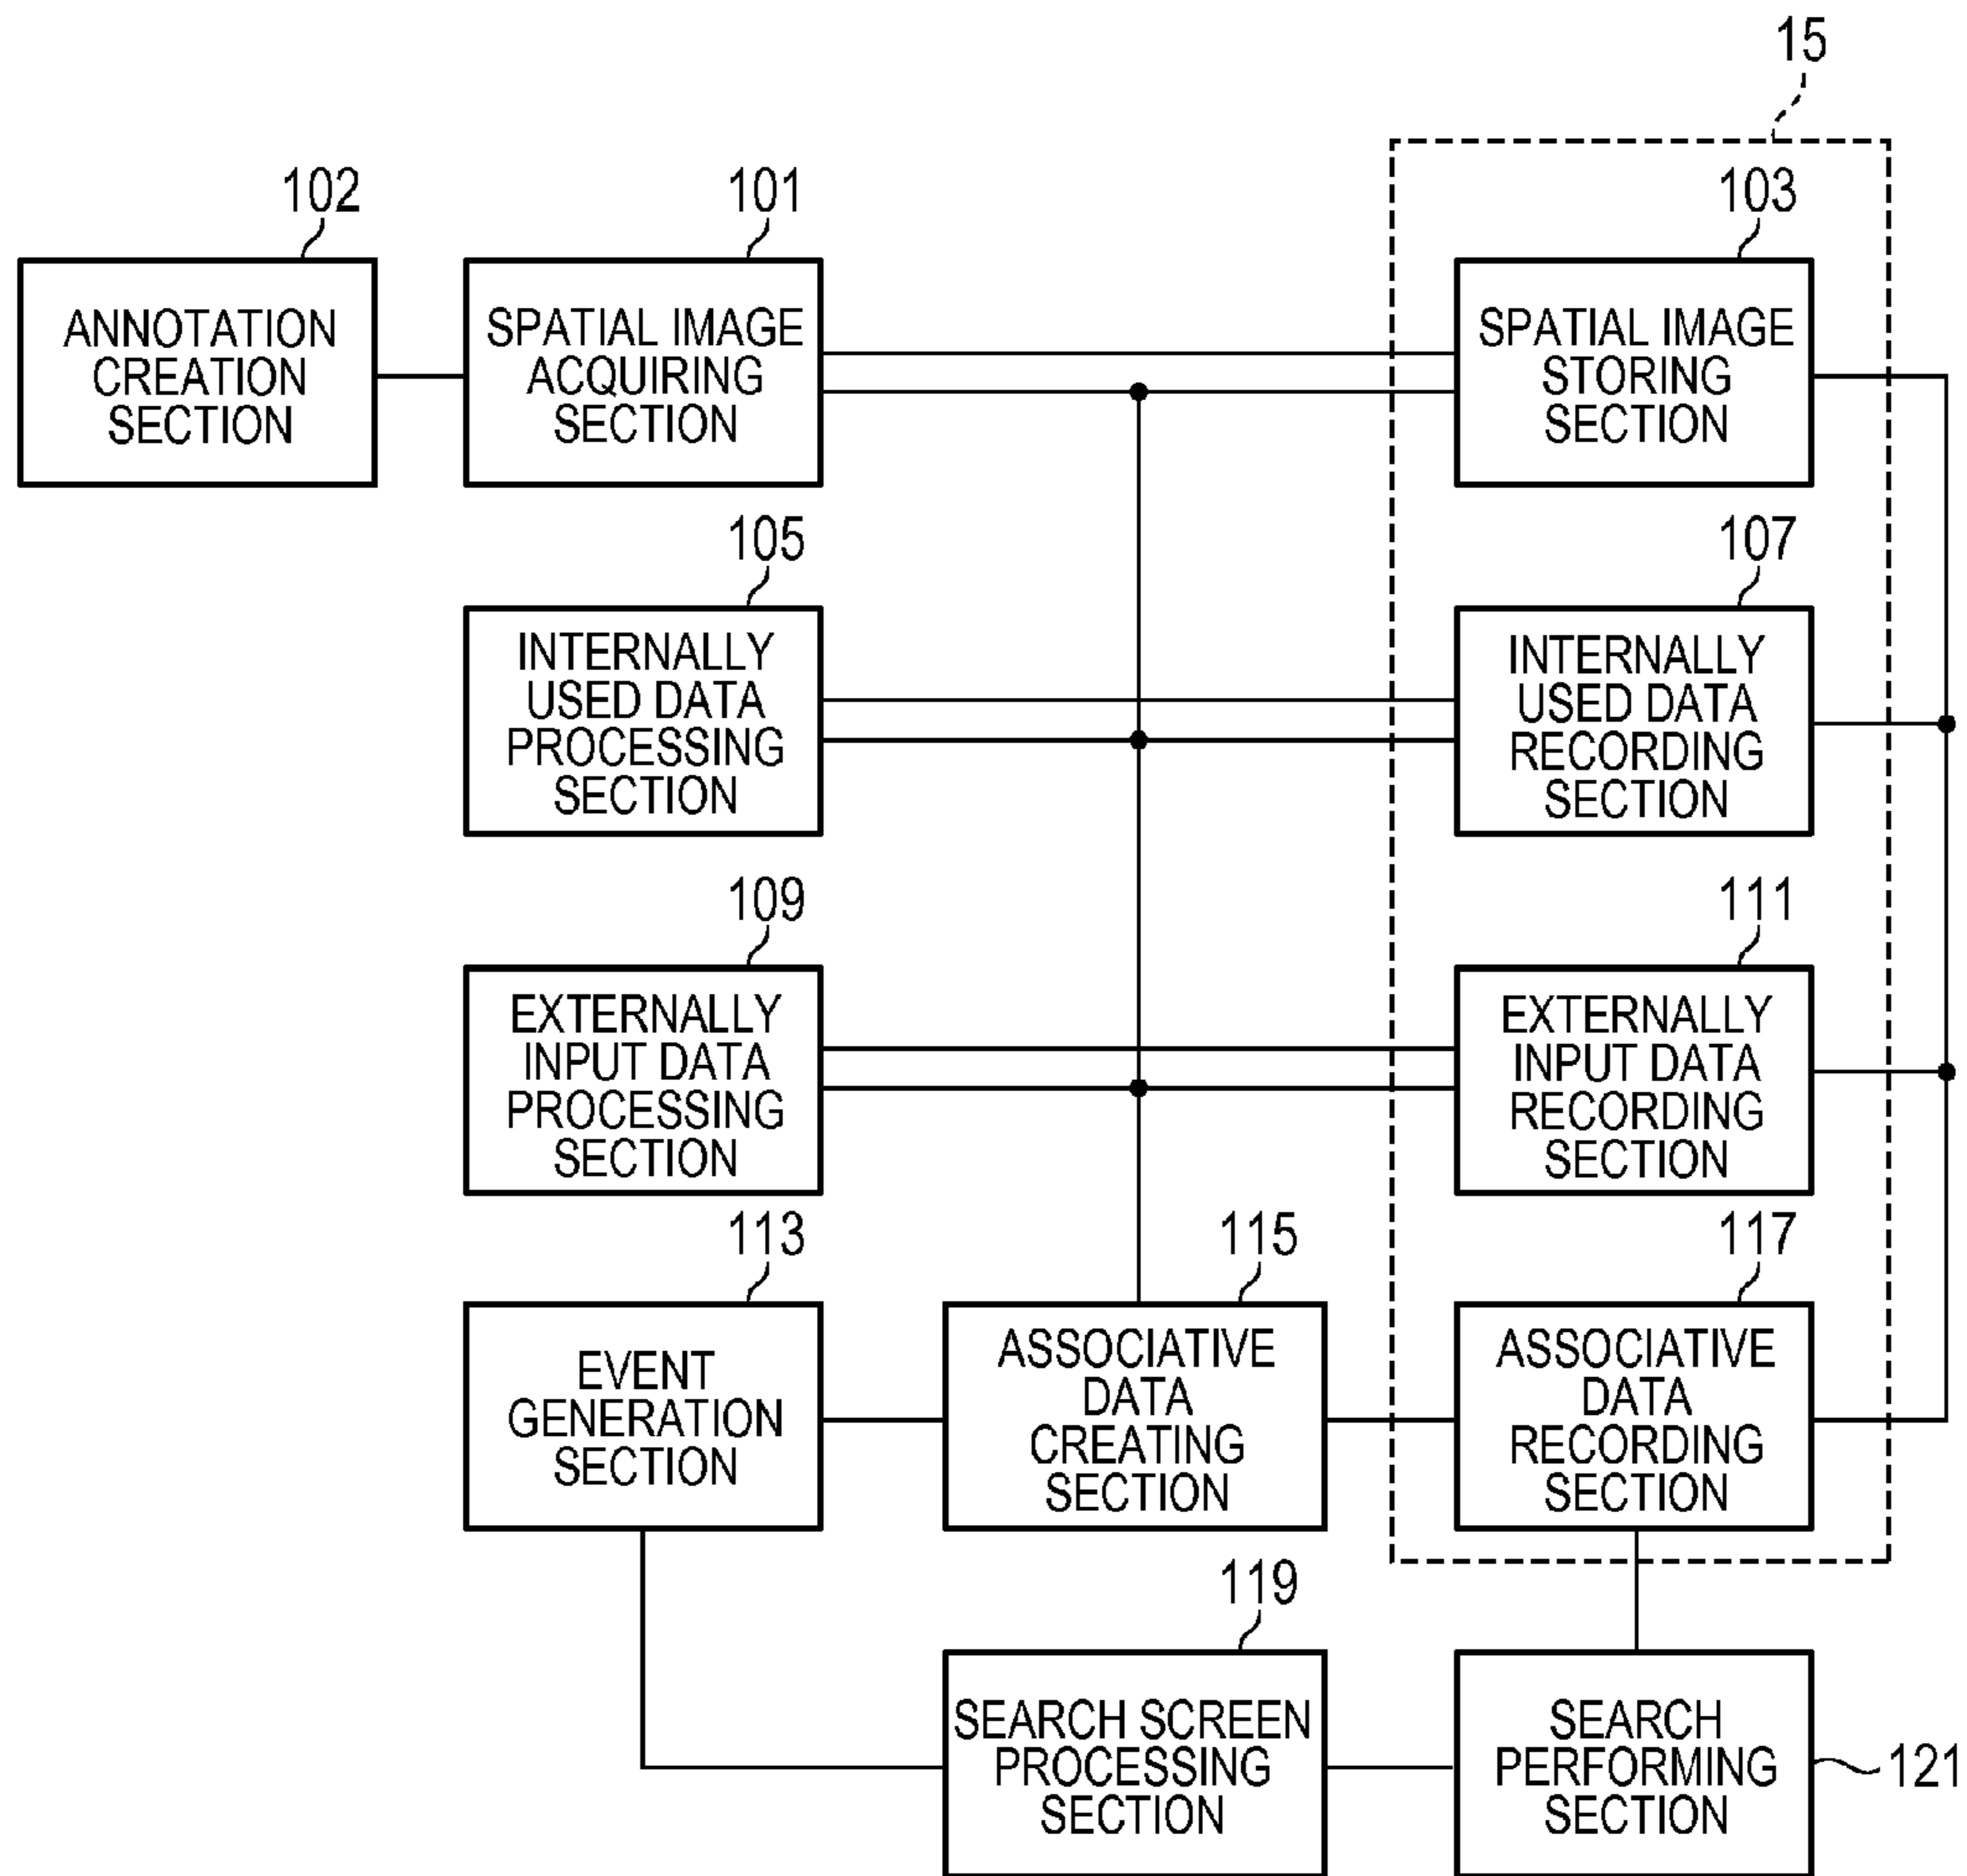 15
102
101
103
ANNOTATION
CREATION
SECTION
SPATIAL IMAGE
ACQUIRING
SECTION
SPATIAL IMAGE
STORING
SECTION
105
107
INTERNALLY
USED DATA
PROCESSING
SECTION
INTERNALLY
USED DATA
RECORDING
SECTION
109
111
EXTERNALLY
INPUT DATA
PROCESSING
SECTION
EXTERNALLY
INPUT DATA
RECORDING
SECTION
113
115
117
EVENT
GENERATION
SECTION
ASSOCIATIVE
DATA
CREATING
SECTION
ASSOCIATIVE
DATA
RECORDING
SECTION
119
SEARCH SCREEN
PROCESSING
SECTION
SEARCH
PERFORMING
SECTION
121